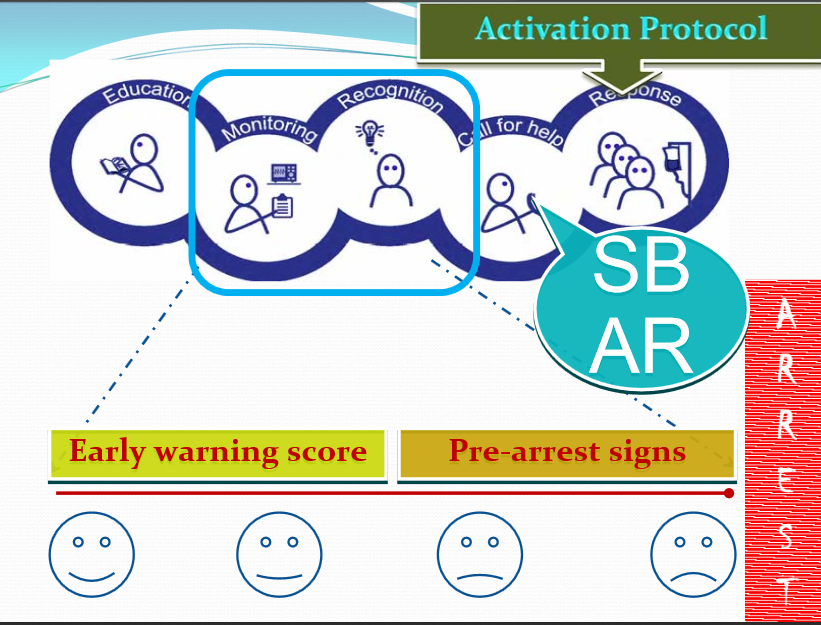 Activation Protocol
Education
Monitoring
Recognition
Call for help
Response
SB
AR
Early warning score
Pre-arrest signs
A
R
R
E
S
T